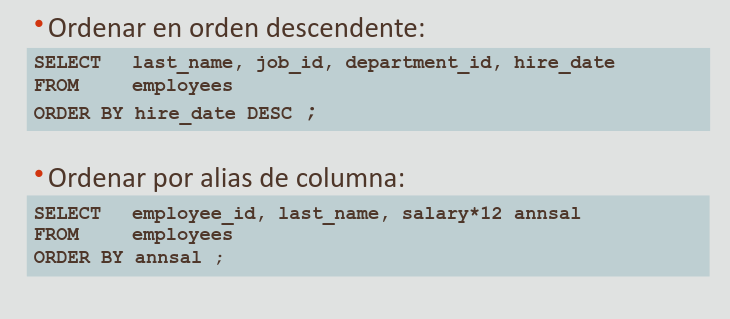 • Ordenar en orden descendente:
SELECT last_name, job_id, department_id, hire_date
FROM employees
ORDER BY hire_date DESC ;
• Ordenar por alias de columna:
SELECT employee_id, last_name, salary*12 annsal
FROM employees
ORDER BY annsal ;